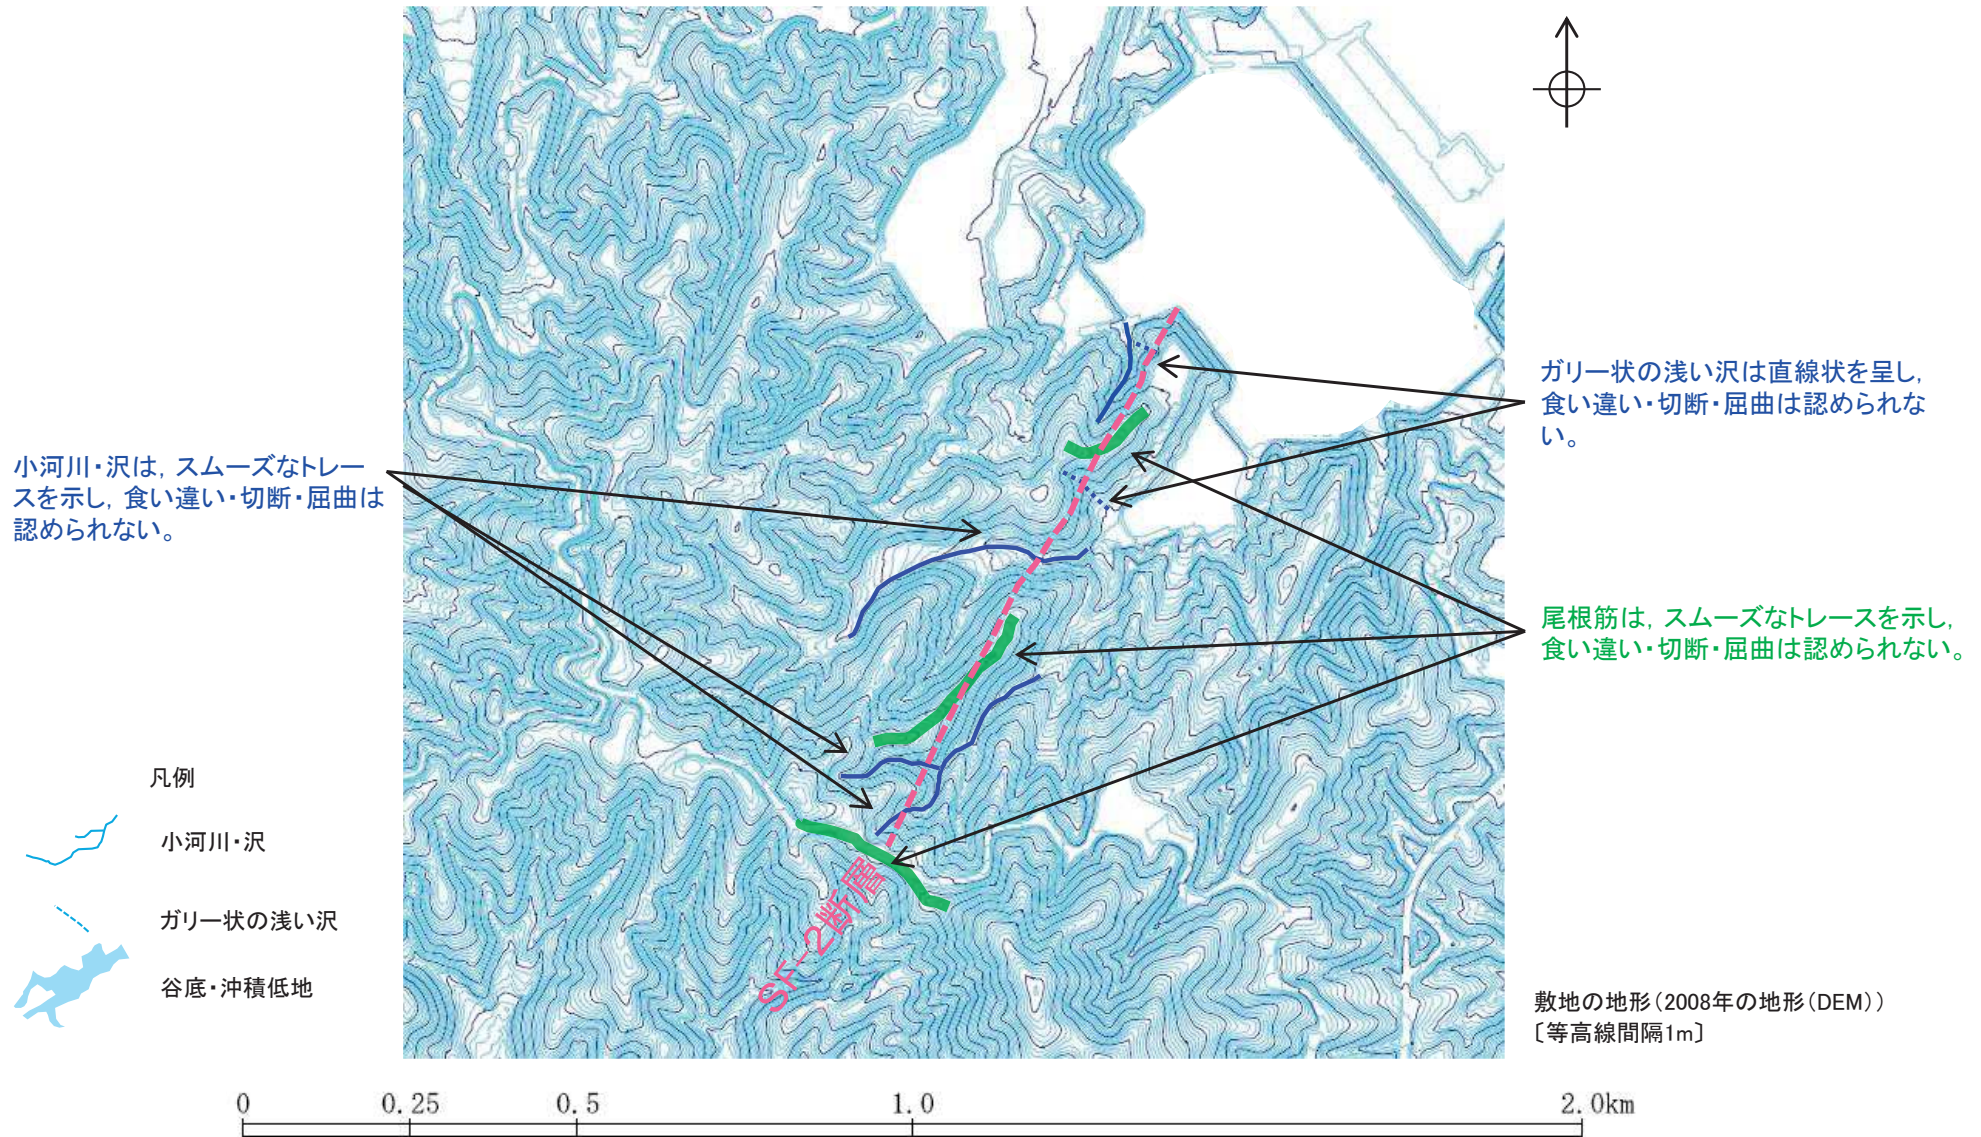 ガリー状の浅い沢は直線状を呈し,
食い違い・切断・屈曲は認められな
い。
小河川・沢は, スムーズなトレー
スを示し, 食い違い・切断・屈曲は
認められない。
尾根筋は, スムーズなトレースを示し,
食い違い・切断・屈曲は認められない。
凡例
小河川・沢
ガリー状の浅い沢
谷底・沖積低地
SF-2断層
敷地の地形(2008年の地形(DEM))
〔等高線間隔1m〕
0 0.25 0.5 1.0 2.0km